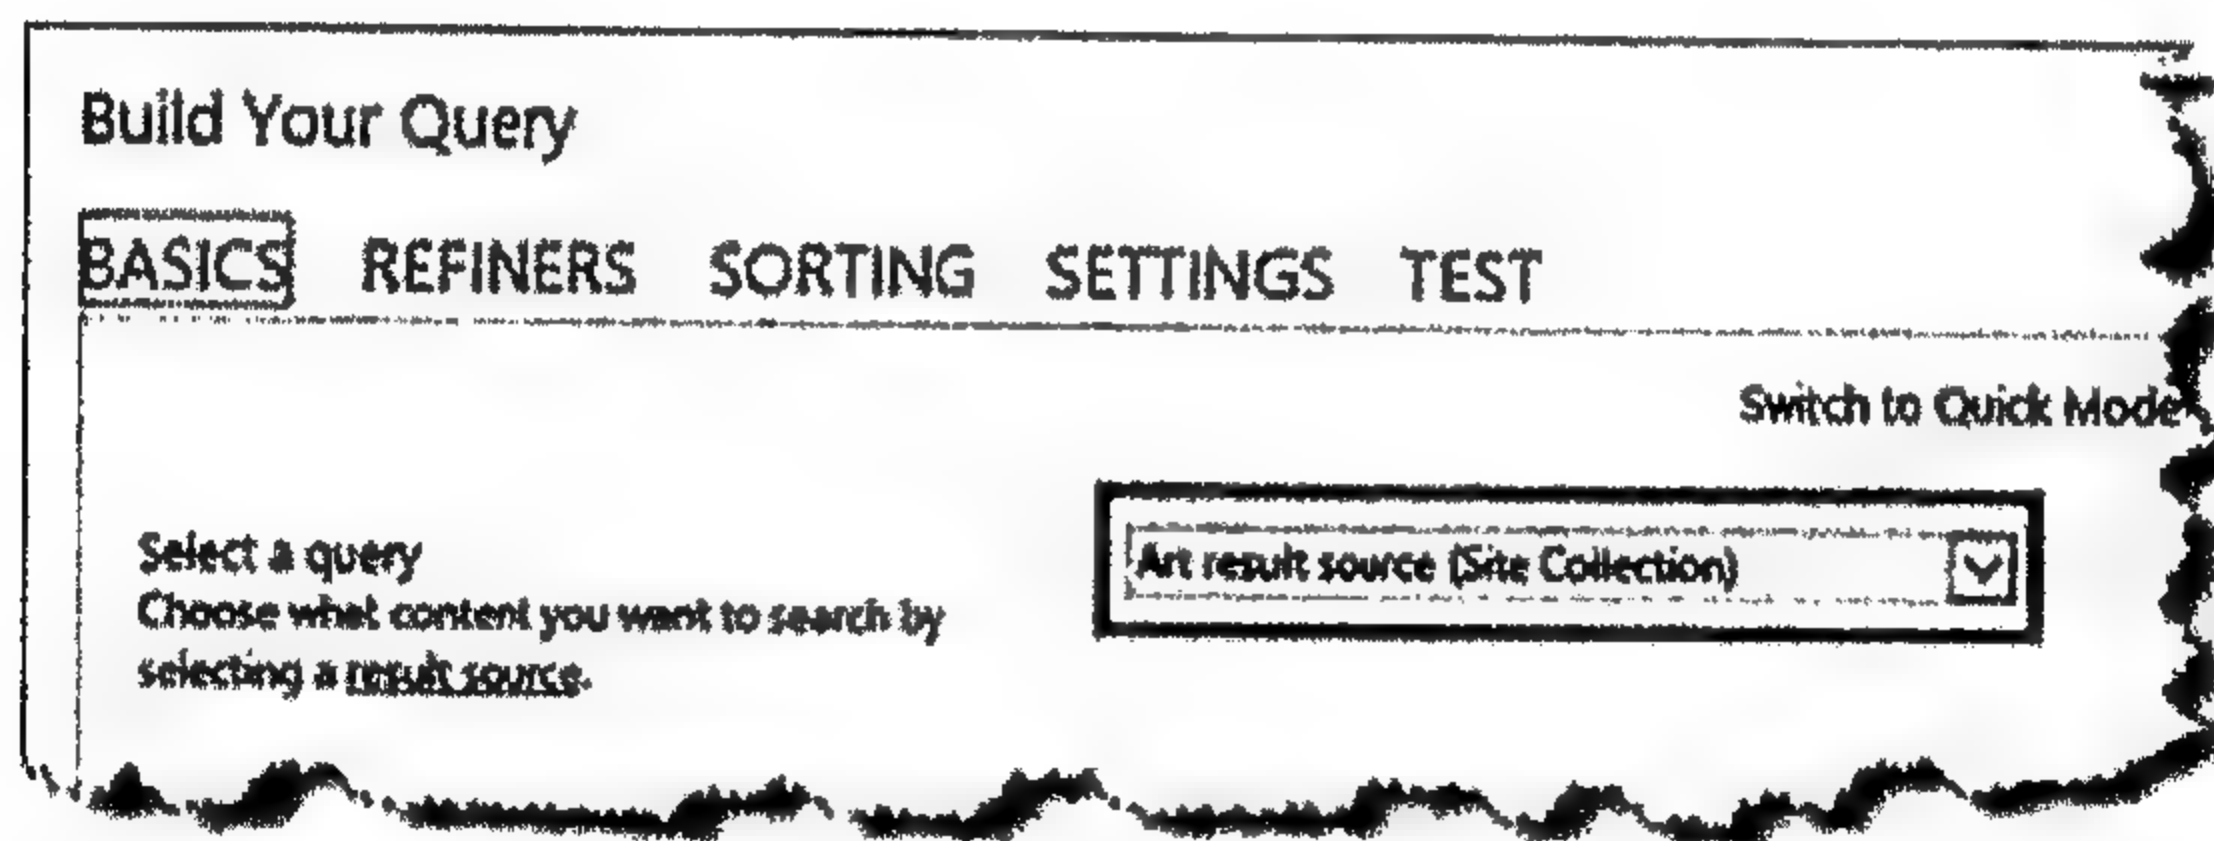 Build Your Query
BASICS REFINERS SORTING SETTINGS TEST
Switch to Quick Mode
Select a query
Art result source (Site Collection)
Choose what content you want to search by
selecting a result source.